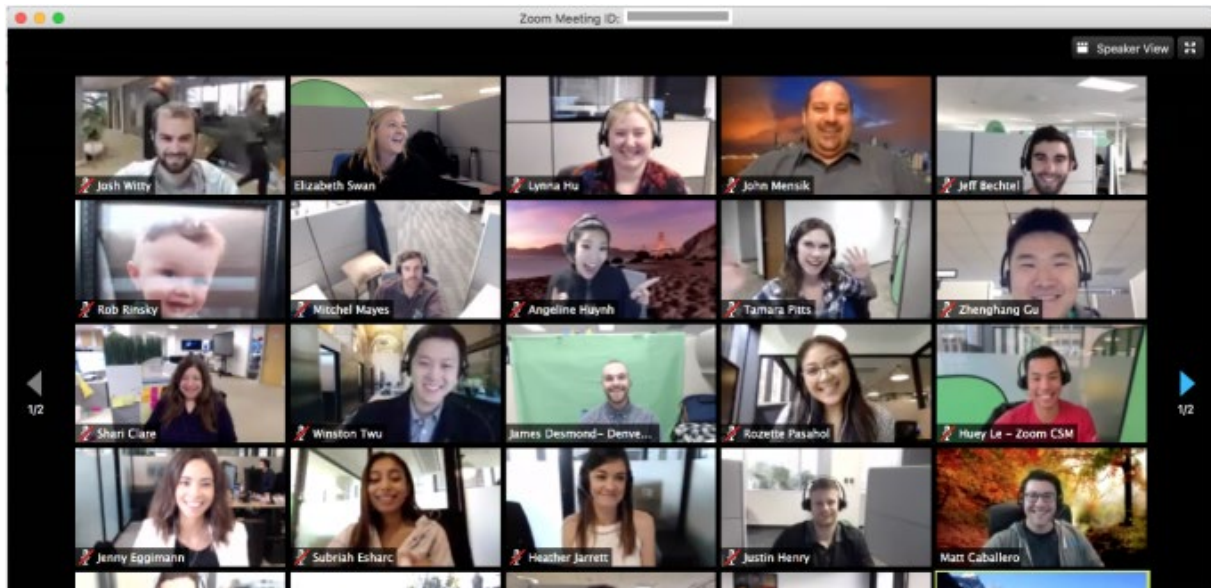 Zoom Meeting ID:
Speaker View
Josh Witty
Elizabeth Swan
Lynna Hu
John Mensik
Jeff Bechtel
Rob Rinsky
Mitchel Mayes
Angeline Huynh
Tamara Pitts
Zhenghang Gu
1/2
1/2
Shari Clare
Winston Twu
James Desmond– Denve...
Rozette Pasahol
Huey Le – Zoom CSM
Jenny Eggimann
Subriah Esharc
Heather Jarrett
Justin Henry
Matt Caballero